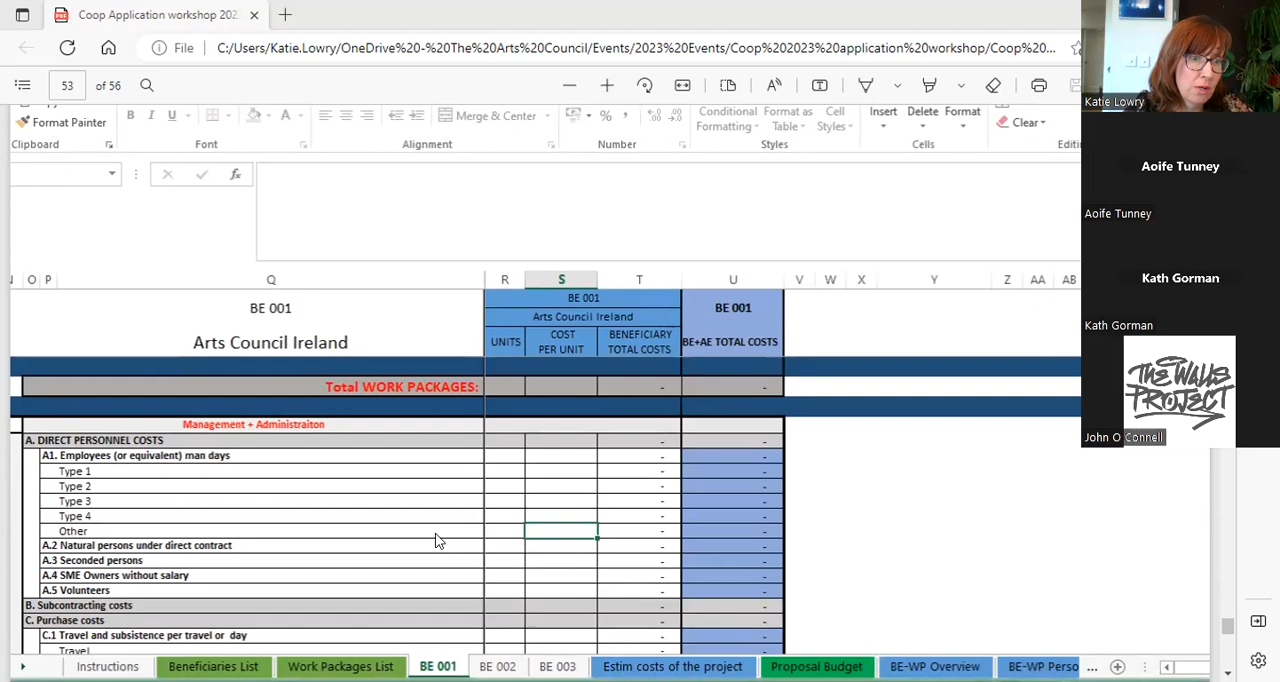 Coop Application workshop 202
File C:/Users/Katie.Lowry/OneDrive%20-%20The%20Arts%20Council/Events/2023%20Events/Coop%202023%20application%20workshop/Coop%20...
53 of 56
Format Painter B I U A Merge & Center % Conditional Formatting Format as Table Cell Styles Insert Delete Format Clear
Clipboard Font Alignment Number Styles Cells Editi
fx
O P Q R S T U V W X Y Z AA AB
BE 001 BE 001 BE 001
Arts Council Ireland Arts Council Ireland
UNITS COST PER UNIT BENEFICIARY TOTAL COSTS BE+AE TOTAL COSTS
Total WORK PACKAGES: - -
Management + Administraiton
A. DIRECT PERSONNEL COSTS - -
A1. Employees (or equivalent) man days - -
Type 1 - -
Type 2 - -
Type 3 - -
Type 4 - -
Other - -
A.2 Natural persons under direct contract - -
A.3 Seconded persons - -
A.4 SME Owners without salary - -
A.5 Volunteers - -
B. Subcontracting costs - -
C. Purchase costs - -
C.1 Travel and subsistence per travel or day - -
Travel
Instructions Beneficiaries List Work Packages List BE 001 BE 002 BE 003 Estim costs of the project Proposal Budget BE-WP Overview BE-WP Perso ...
Katie Lowry
Aoife Tunney
Aoife Tunney
Kath Gorman
Kath Gorman
THE WALLS
PROJECT
John O Connell